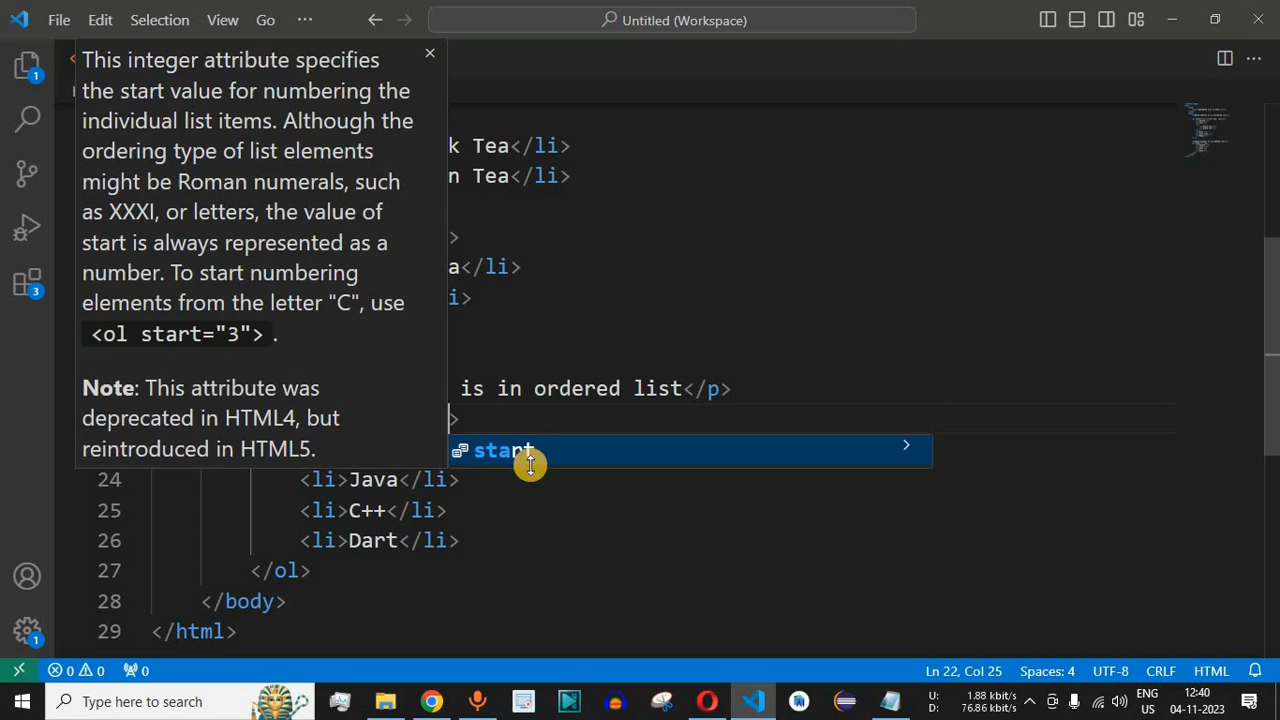 File Edit Selection View Go ··· Untitled (Workspace)
This integer attribute specifies
the start value for numbering the
individual list items. Although the
ordering type of list elements
might be Roman numerals, such
as XXXI, or letters, the value of
start is always represented as a
number. To start numbering
elements from the letter "C", use
<ol start="3">.
Note: This attribute was
deprecated in HTML4, but
reintroduced in HTML5.
k Tea</li>
n Tea</li>
>
a</li>
i>
is in ordered list</p>
>
start
24 <li>Java</li>
25 <li>C++</li>
26 <li>Dart</li>
27 </ol>
28 </body>
29 </html>
1
3
1
0 0 0 Ln 22, Col 25 Spaces: 4 UTF-8 CRLF HTML
Type here to search
U: 1.88 kbit/s
D: 76.86 kbit/s
ENG
US
12:40
04-11-2023